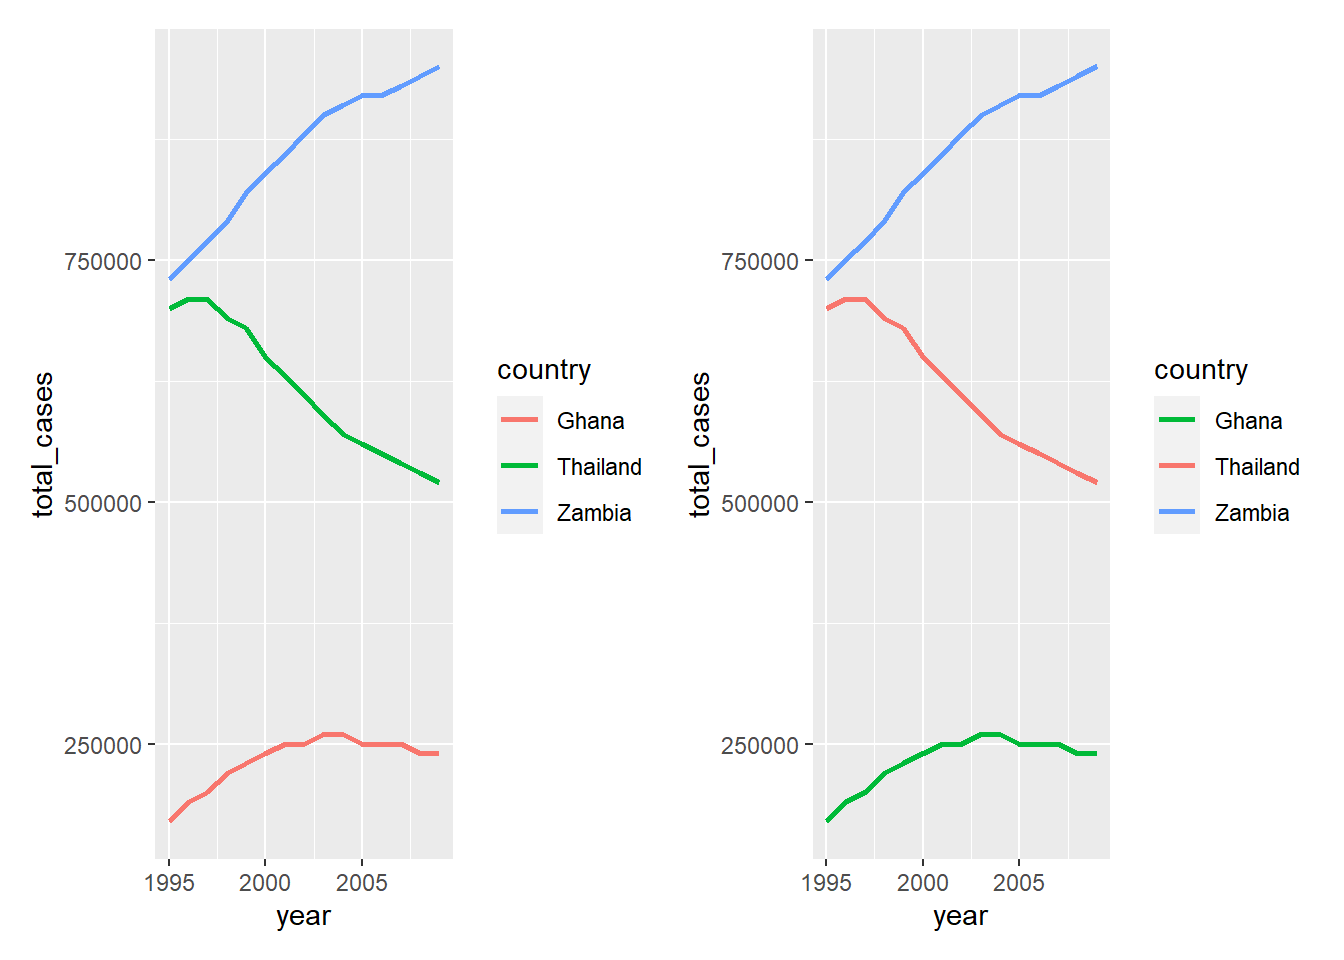 total_cases
750000
500000
250000
1995 2000 2005
year
country
Ghana
Thailand
Zambia
total_cases
750000
500000
250000
1995 2000 2005
year
country
Ghana
Thailand
Zambia